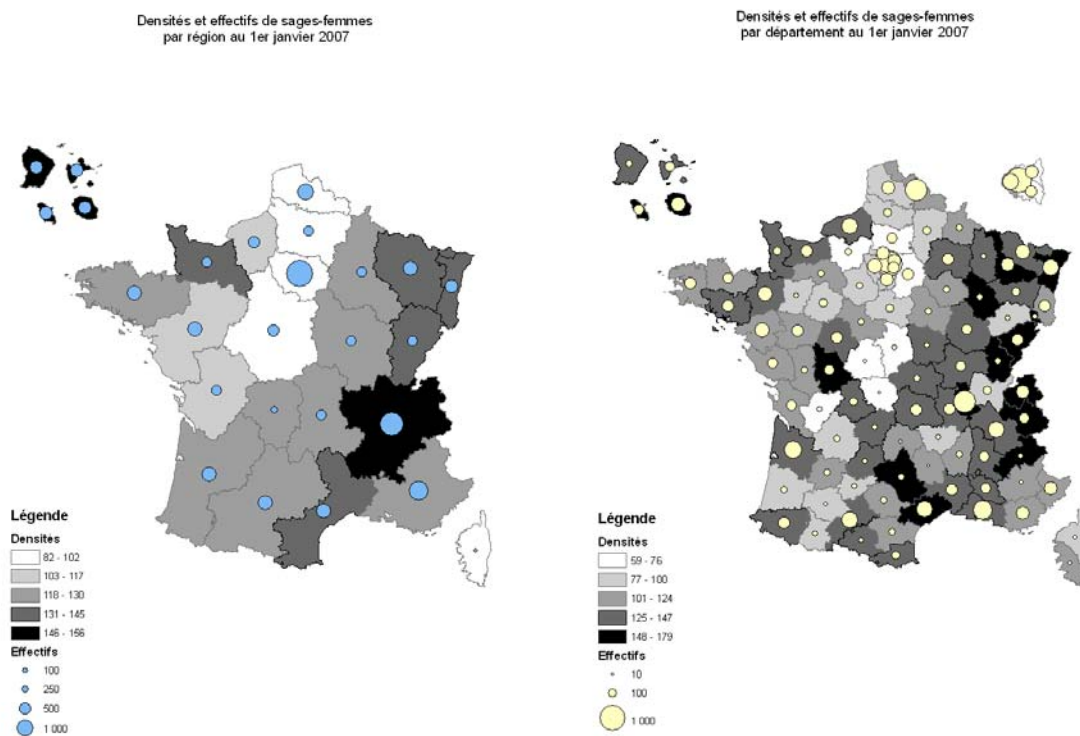 Densités et effectifs de sages-femmes
par région au 1er janvier 2007
Légende
Densités
82 - 102
103 - 117
118 - 130
131 - 145
146 - 156
Effectifs
100
250
500
1 000
Densités et effectifs de sages-femmes
par département au 1er janvier 2007
Légende
Densités
59 - 76
77 - 100
101 - 124
125 - 147
148 - 179
Effectifs
10
100
1 000